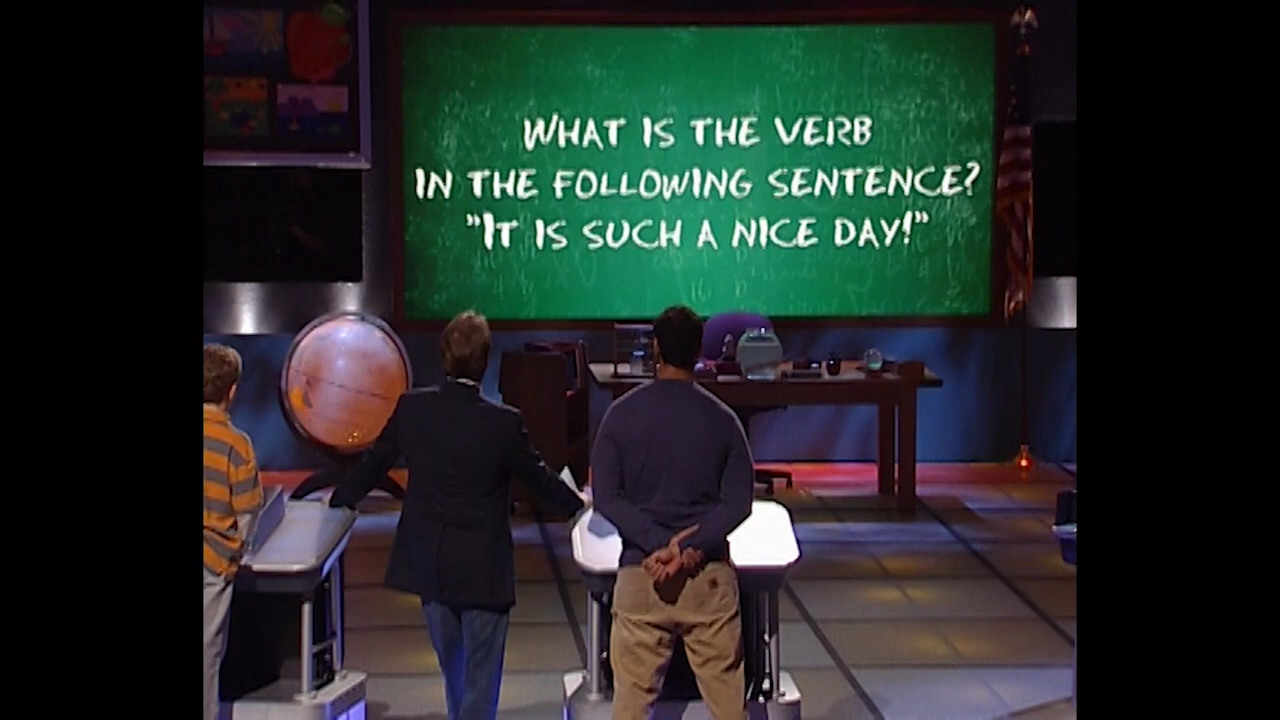 WHAT IS THE VERB
IN THE FOLLOWING SENTENCE?
"IT IS SUCH A NICE DAY!"